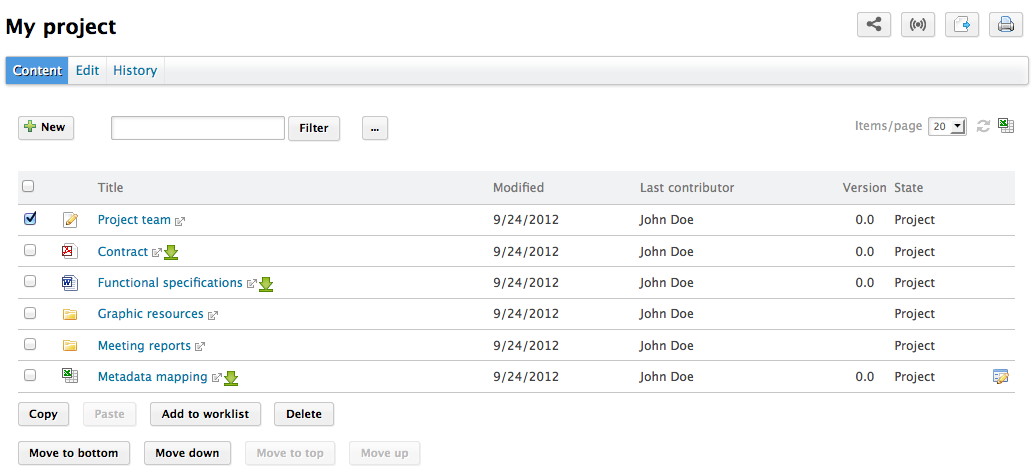 My project
Content Edit History
New Filter ... Items/page 20
Title Modified Last contributor Version State
Project team 9/24/2012 John Doe 0.0 Project
Contract 9/24/2012 John Doe 0.0 Project
Functional specifications 9/24/2012 John Doe 0.0 Project
Graphic resources 9/24/2012 John Doe Project
Meeting reports 9/24/2012 John Doe Project
Metadata mapping 9/24/2012 John Doe 0.0 Project
Copy Paste Add to worklist Delete
Move to bottom Move down Move to top Move up